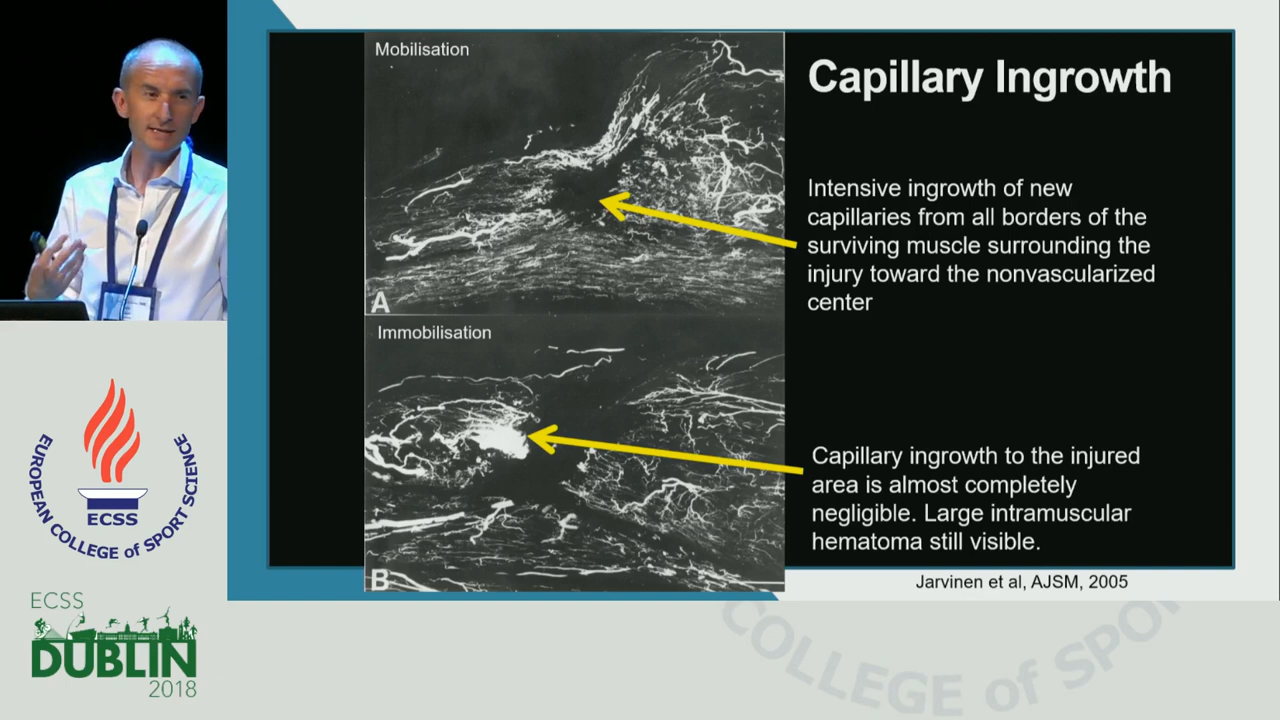 Mobilisation
A
Immobilisation
B
Capillary Ingrowth
Intensive ingrowth of new
capillaries from all borders of the
surviving muscle surrounding the
injury toward the nonvascularized
center
Capillary ingrowth to the injured
area is almost completely
negligible. Large intramuscular
hematoma still visible.
Jarvinen et al, AJSM, 2005
EUROPEAN COLLEGE of SPORT SCIENCE
ECSS
ECSS
DUBLIN
2018
COLLEGE of SPOR